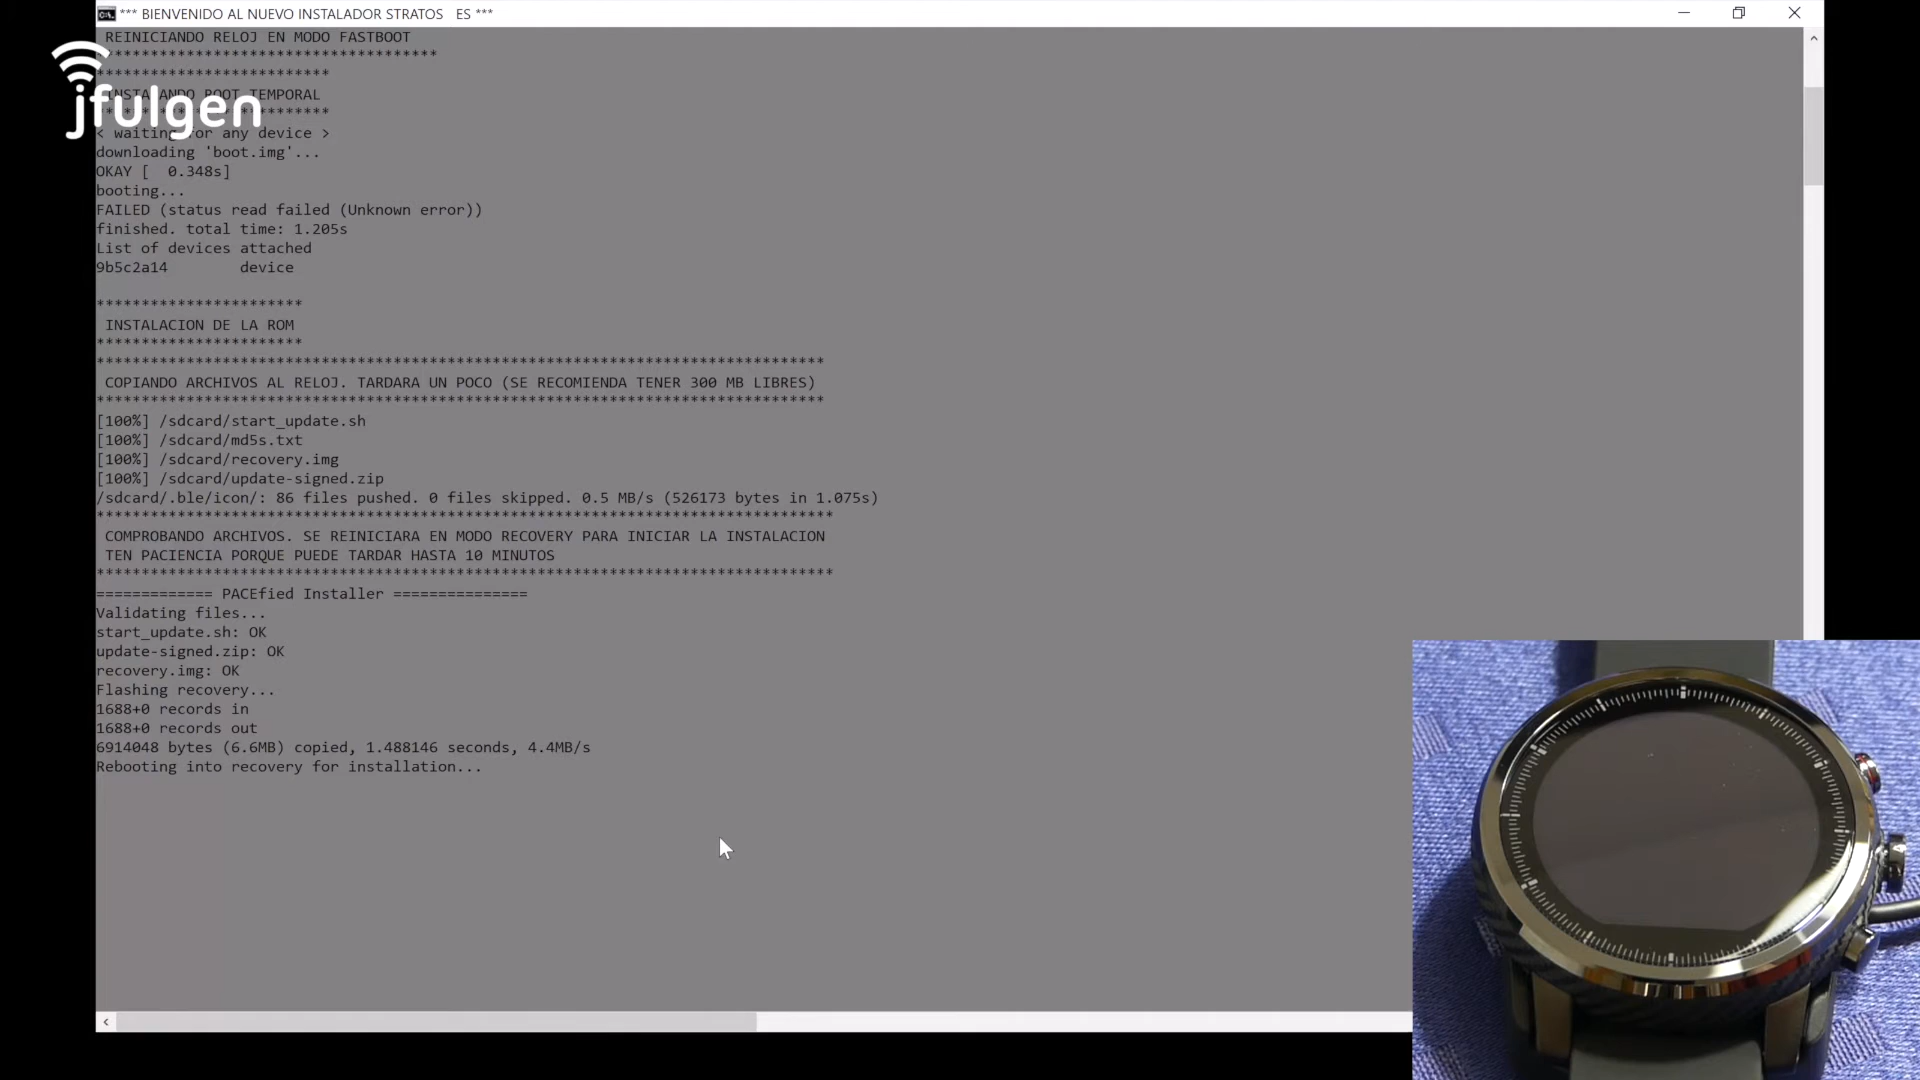 *** BIENVENIDO AL NUEVO INSTALADOR STRATOS   ES ***
REINICIANDO RELOJ EN MODO FASTBOOT
*************************************
**************************
INSTALANDO ROOT TEMPORAL
**************************
jfulgen
< waiting for any device >
downloading 'boot.img'...
OKAY [  0.348s]
booting...
FAILED (status read failed (Unknown error))
finished. total time: 1.205s
List of devices attached
9b5c2a14        device
***********************
INSTALACION DE LA ROM
***********************
*********************************************************************************
COPIANDO ARCHIVOS AL RELOJ. TARDARA UN POCO (SE RECOMIENDA TENER 300 MB LIBRES)
*********************************************************************************
[100%] /sdcard/start_update.sh
[100%] /sdcard/md5s.txt
[100%] /sdcard/recovery.img
[100%] /sdcard/update-signed.zip
/sdcard/.ble/icon/: 86 files pushed. 0 files skipped. 0.5 MB/s (526173 bytes in 1.075s)
**********************************************************************************
COMPROBANDO ARCHIVOS. SE REINICIARA EN MODO RECOVERY PARA INICIAR LA INSTALACION
TEN PACIENCIA PORQUE PUEDE TARDAR HASTA 10 MINUTOS
**********************************************************************************
============= PACEfied Installer ===============
Validating files...
start_update.sh: OK
update-signed.zip: OK
recovery.img: OK
Flashing recovery...
1688+0 records in
1688+0 records out
6914048 bytes (6.6MB) copied, 1.488146 seconds, 4.4MB/s
Rebooting into recovery for installation...